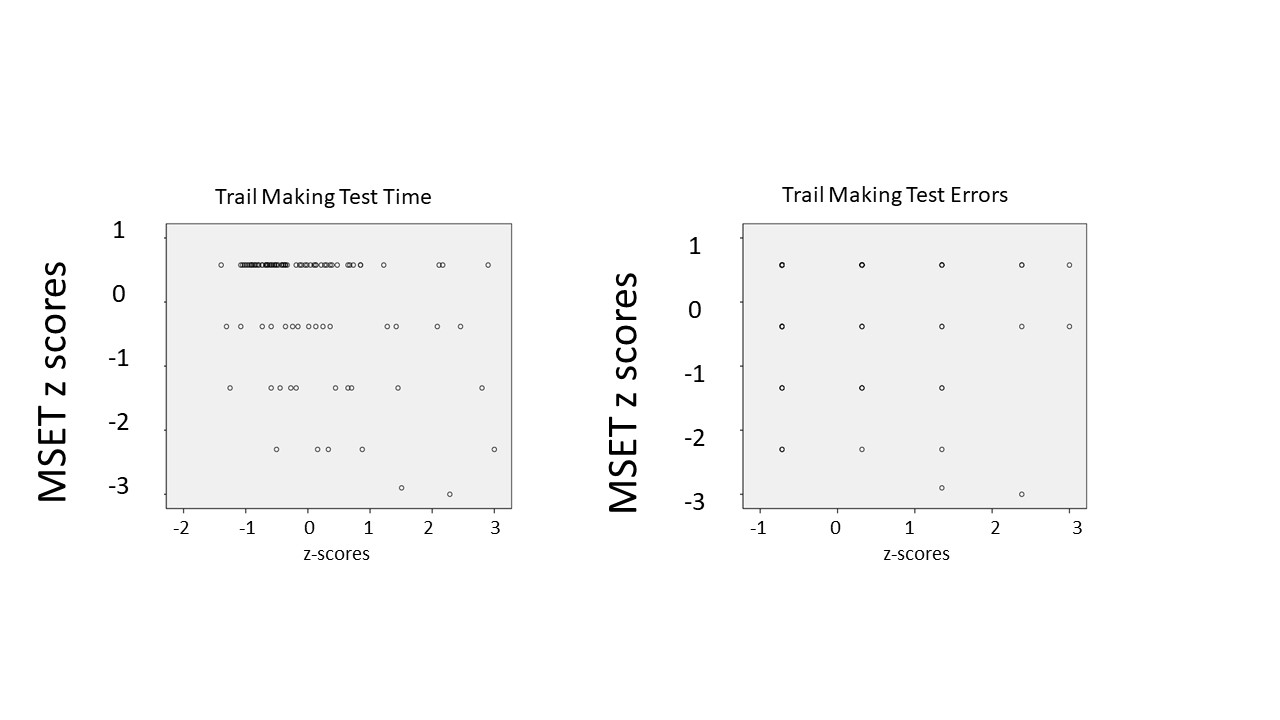 Trail Making Test Time
MSET z scores
1
0
-1
-2
-3
-2 -1 0 1 2 3
z-scores
Trail Making Test Errors
MSET z scores
1
0
-1
-2
-3
-1 0 1 2 3
z-scores